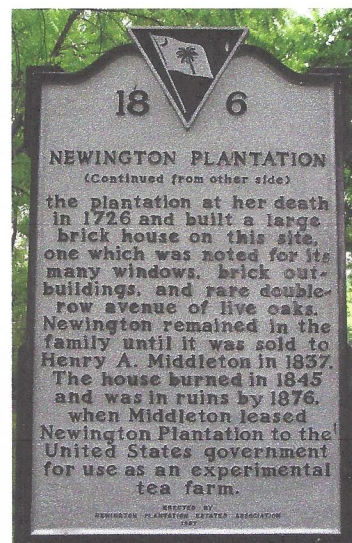 18 6
NEWINGTON PLANTATION
(Continued from other side)
the plantation at her death
in 1726 and built a large
brick house on this site,
one which was noted for its
many windows, brick out-
buildings, and rare double-
row avenue of live oaks.
Newington remained in the
family until it was sold to
Henry A. Middleton in 1837.
The house burned in 1845
and was in ruins by 1876,
when Middleton leased
Newington Plantation to the
United States government
for use as an experimental
tea farm.
ERECTED BY
NEWINGTON PLANTATION ESTATES ASSOCIATION